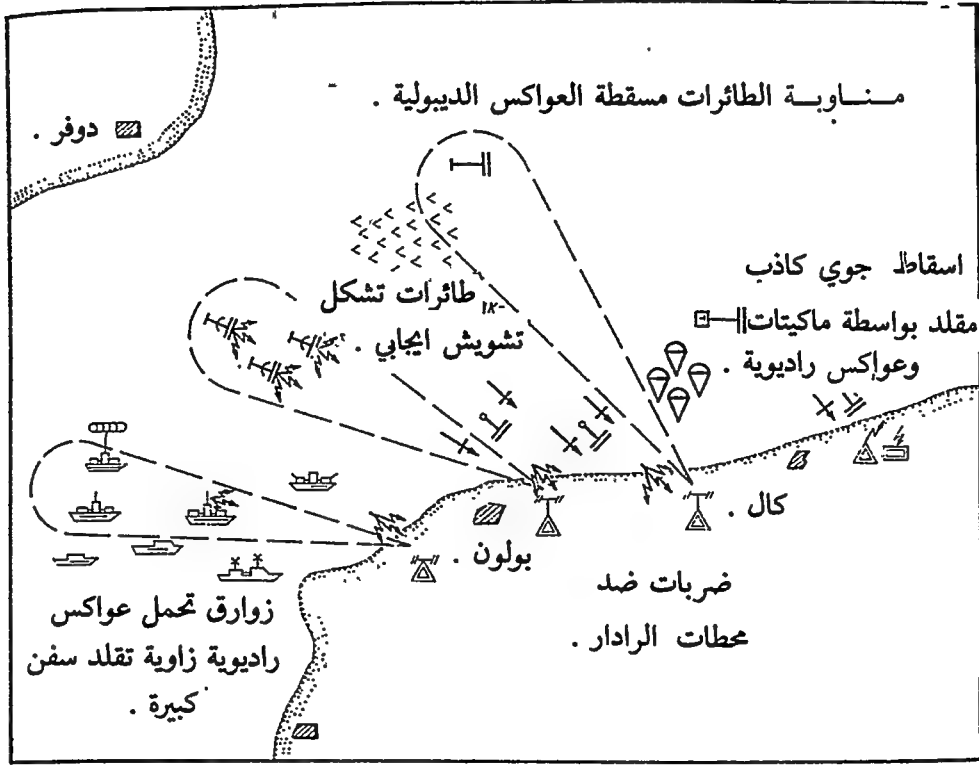 مناوبة الطائرات مسقطة العواكس الديبولية .
دوفر .
اسقاط جوي كاذب
مقلد بواسطة ماكيتات
وعواكس راديوية .
طائرات تشكل
تشويش ايجابي .
كال .
بولون .
ضربات ضد
محطات الرادار .
زوارق تحمل عواكس
راديوية زاوية تقلد سفن
كبيرة .